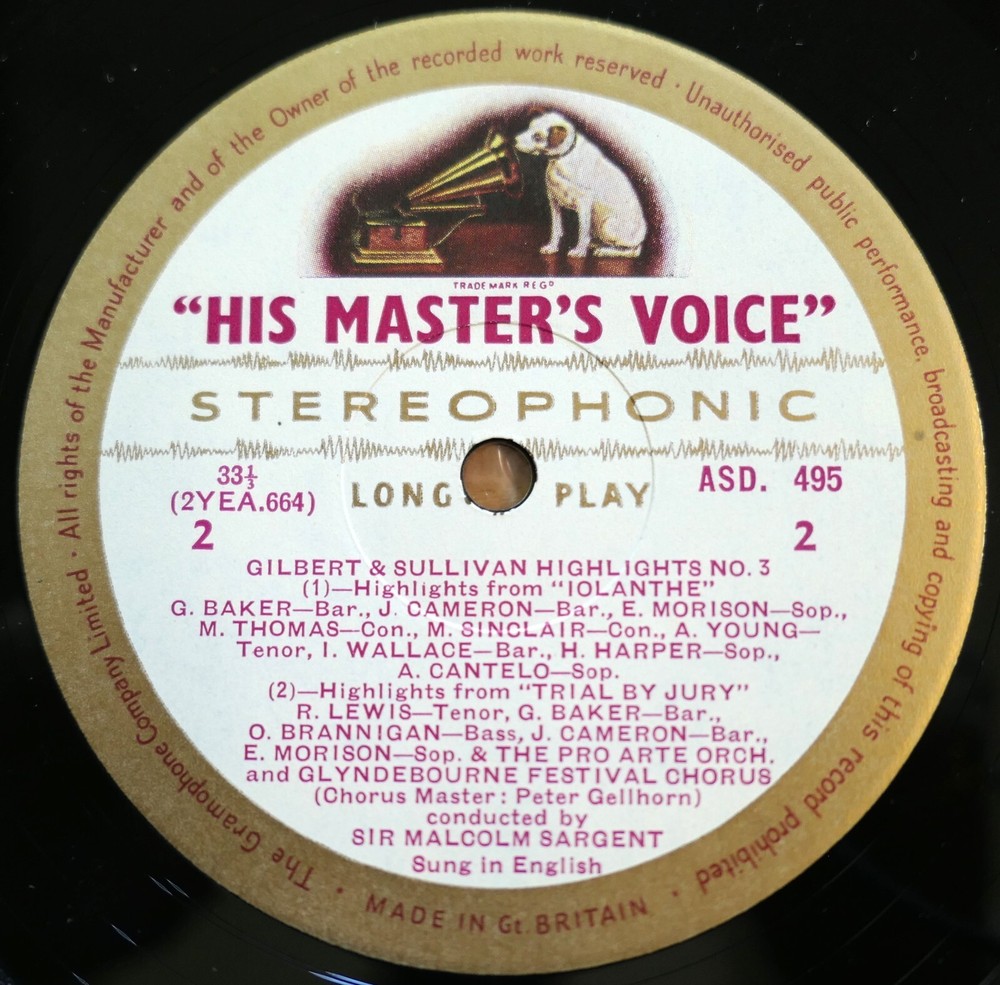 The Gramophone Company Limited · All rights of the Manufacturer and of the Owner of the recorded work reserved · Unauthorised public performance, broadcasting and copying of this record prohibited ·
TRADE MARK REGD
“HIS MASTER'S VOICE”
STEREOPHONIC
33⅓
(2YEA.664)
LONG PLAY
ASD. 495
2
2
GILBERT & SULLIVAN HIGHLIGHTS NO. 3
(1)—Highlights from “IOLANTHE”
G. BAKER—Bar., J. CAMERON—Bar., E. MORISON—Sop.,
M. THOMAS—Con., M. SINCLAIR—Con., A. YOUNG—
Tenor, I. WALLACE—Bar., H. HARPER—Sop.,
A. CANTELO—Sop.
(2)—Highlights from “TRIAL BY JURY”
R. LEWIS—Tenor, G. BAKER—Bar.,
O. BRANNIGAN—Bass, J. CAMERON—Bar.,
E. MORISON—Sop. & THE PRO ARTE ORCH.
and GLYNDEBOURNE FESTIVAL CHORUS
(Chorus Master : Peter Gellhorn)
conducted by
SIR MALCOLM SARGENT
Sung in English
MADE IN Gt. BRITAIN